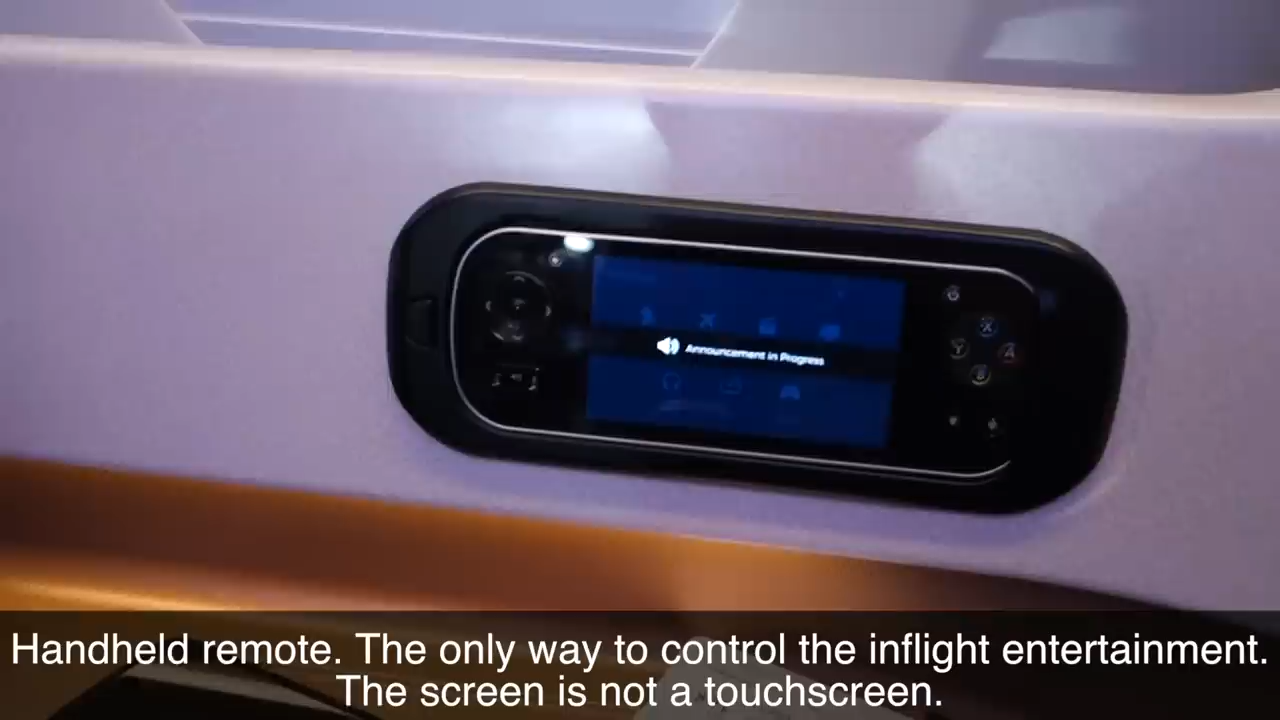 X
Y
A
Announcement in Progress
Handheld remote. The only way to control the inflight entertainment.
The screen is not a touchscreen.